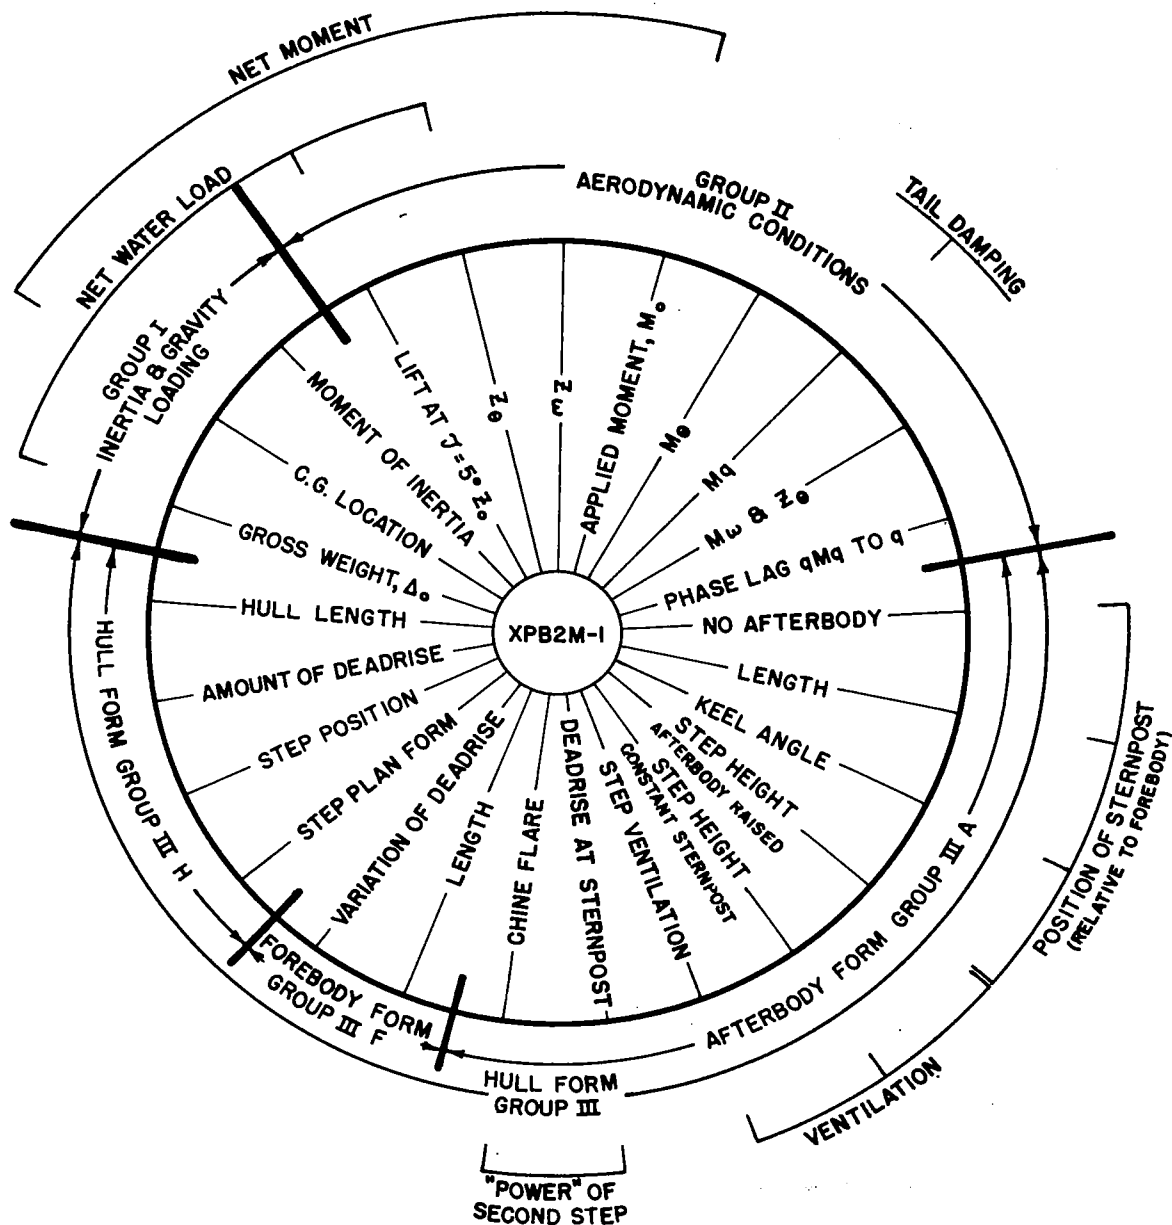 NET MOMENT
NET WATER LOAD
GROUP I
INERTIA & GRAVITY
LOADING
GROUP II
AERODYNAMIC CONDITIONS
TAIL DAMPING
MOMENT OF INERTIA
C.G. LOCATION
GROSS WEIGHT, Δ₀
LIFT AT τ = 5° Z₀
Zθ
Zω
APPLIED MOMENT, M₀
Mθ
Mq
Mω & Zθ
PHASE LAG qMq TO q
XPB2M-1
HULL LENGTH
AMOUNT OF DEADRISE
STEP POSITION
STEP PLAN FORM
VARIATION OF DEADRISE
LENGTH
CHINE FLARE
DEADRISE AT STERNPOST
STEP VENTILATION
STEP HEIGHT
CONSTANT STERNPOST
STEP HEIGHT
AFTERBODY RAISED
KEEL ANGLE
LENGTH
NO AFTERBODY
HULL FORM GROUP III H
FOREBODY FORM
GROUP III F
AFTERBODY FORM GROUP III A
HULL FORM
GROUP III
POSITION OF STERNPOST
(RELATIVE TO FOREBODY)
VENTILATION
"POWER" OF
SECOND STEP